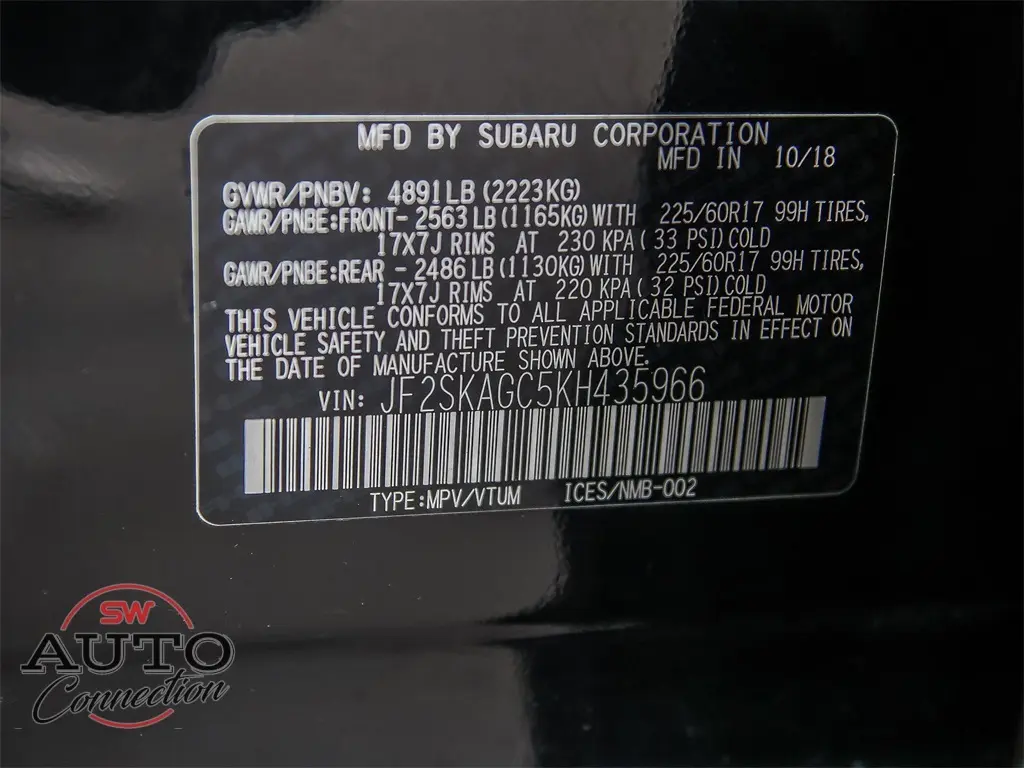 MFD BY SUBARU CORPORATION
MFD IN 10/18
GVWR/PNBV: 4891LB (2223KG)
GAWR/PNBE:FRONT- 2563 LB (1165KG) WITH 225/60R17 99H TIRES,
17X7J RIMS AT 230 KPA ( 33 PSI) COLD
GAWR/PNBE:REAR - 2486 LB (1130KG) WITH 225/60R17 99H TIRES,
17X7J RIMS AT 220 KPA ( 32 PSI) COLD
THIS VEHICLE CONFORMS TO ALL APPLICABLE FEDERAL MOTOR
VEHICLE SAFETY AND THEFT PREVENTION STANDARDS IN EFFECT ON
THE DATE OF MANUFACTURE SHOWN ABOVE.
VIN: JF2SKAGC5KH435966
TYPE:MPV/VTUM ICES/NMB-002
SW
AUTO
Connection